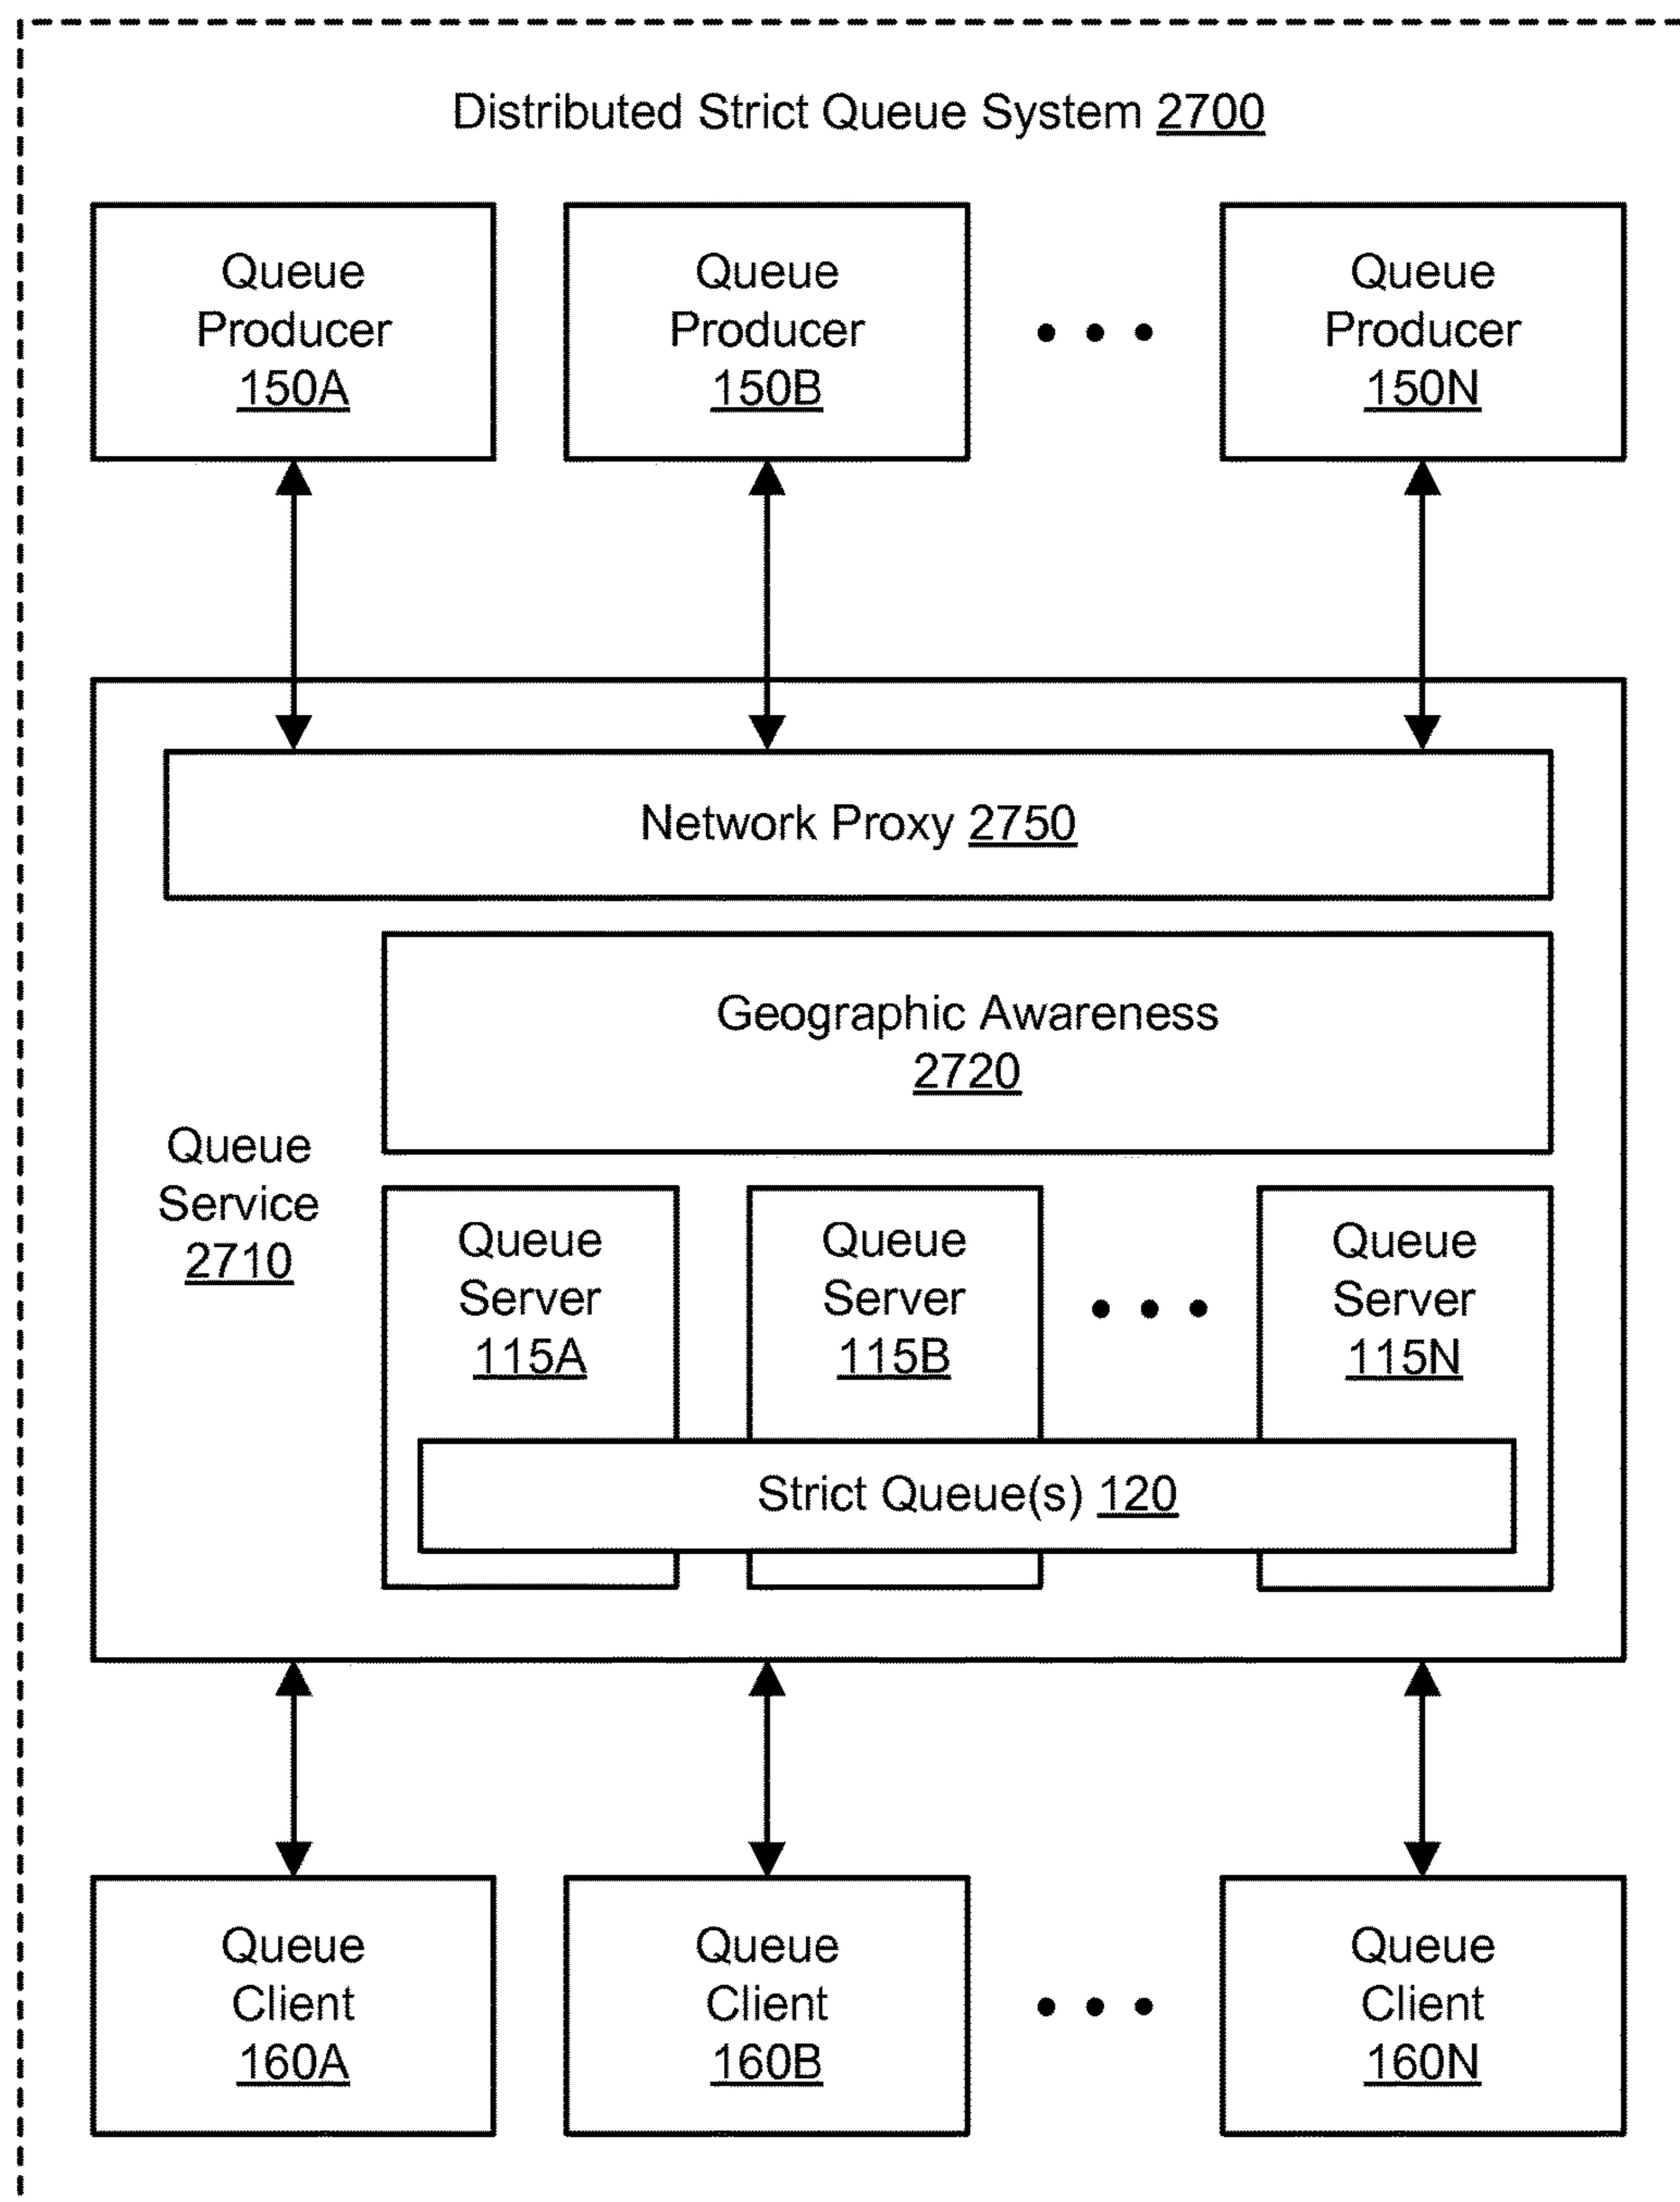 Distributed Strict Queue System 2700
Queue
Producer
150A
Queue
Producer
150B
Queue
Producer
150N
Network Proxy 2750
Geographic Awareness
2720
Queue
Service
2710
Queue
Server
115A
Queue
Server
115B
Queue
Server
115N
Strict Queue(s) 120
Queue
Client
160A
Queue
Client
160B
Queue
Client
160N